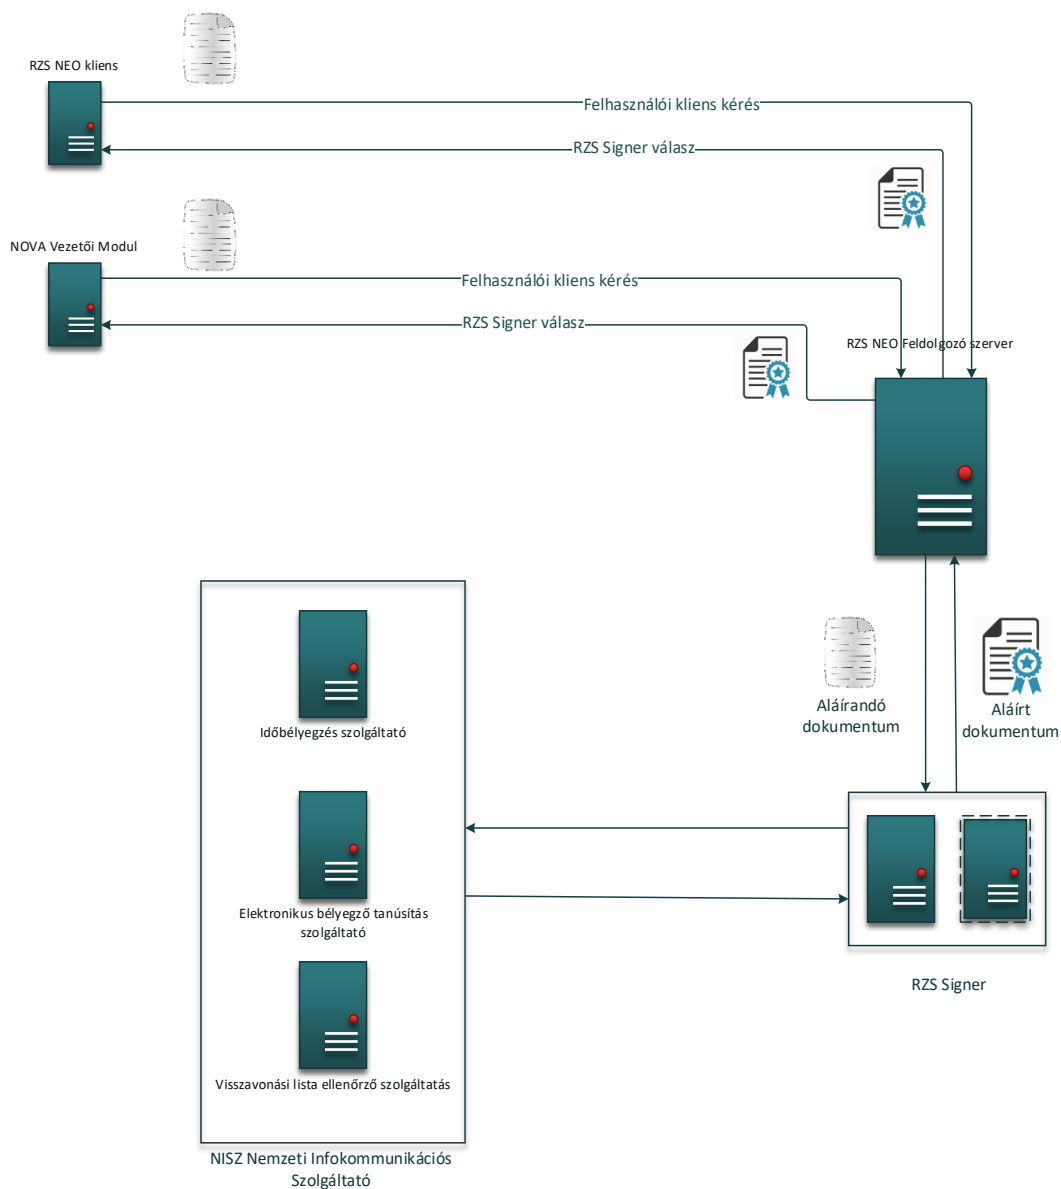 RZS NEO kliens
Felhasználói kliens kérés
RZS Signer válasz
NOVA Vezetői Modul
Felhasználói kliens kérés
RZS Signer válasz
RZS NEO Feldolgozó szerver
Aláírandó
dokumentum
Aláírt
dokumentum
Időbélyegzés szolgáltató
Elektronikus bélyegző tanúsítás
szolgáltató
RZS Signer
Visszavonási lista ellenőrző szolgáltatás
NISZ Nemzeti Infokommunikációs
Szolgáltató